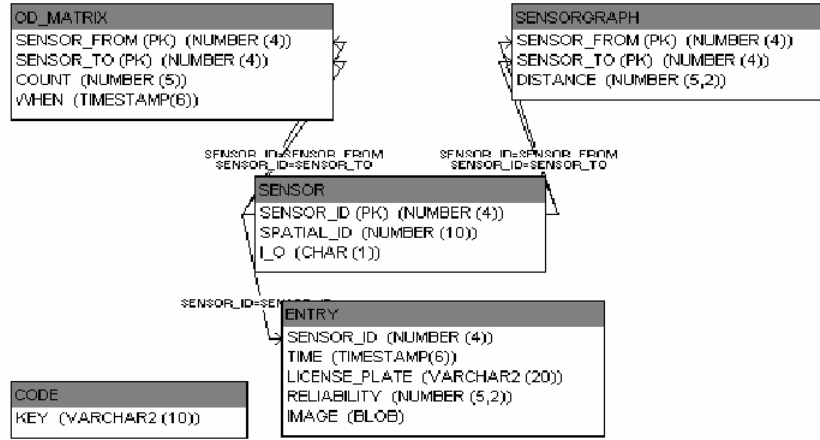 OD_MATRIX
SENSOR_FROM (PK) (NUMBER (4))
SENSOR_TO (PK) (NUMBER (4))
COUNT (NUMBER (5))
WHEN (TIMESTAMP(6))
SENSORGRAPH
SENSOR_FROM (PK) (NUMBER (4))
SENSOR_TO (PK) (NUMBER (4))
DISTANCE (NUMBER (5,2))
SENSOR_ID=SENSOR_FROM
SENSOR_ID=SENSOR_TO
SENSOR_ID=SENSOR_FROM
SENSOR_ID=SENSOR_TO
SENSOR
SENSOR_ID (PK) (NUMBER (4))
SPATIAL_ID (NUMBER (10))
I_O (CHAR (1))
ENTRY
SENSOR_ID (NUMBER (4))
TIME (TIMESTAMP(6))
LICENSE_PLATE (VARCHAR2 (20))
RELIABILITY (NUMBER (5,2))
IMAGE (BLOB)
CODE
KEY (VARCHAR2 (10))